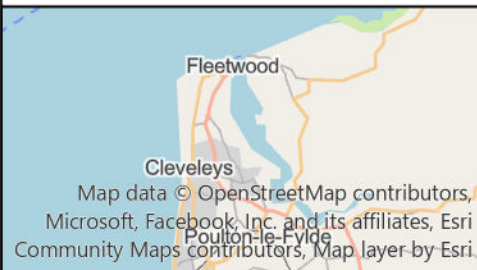 Fleetwood
Cleveleys
Map data © OpenStreetMap contributors,
Microsoft, Facebook, Inc. and its affiliates, Esri
Poulton-le-Fylde
Community Maps contributors, Map layer by Esri